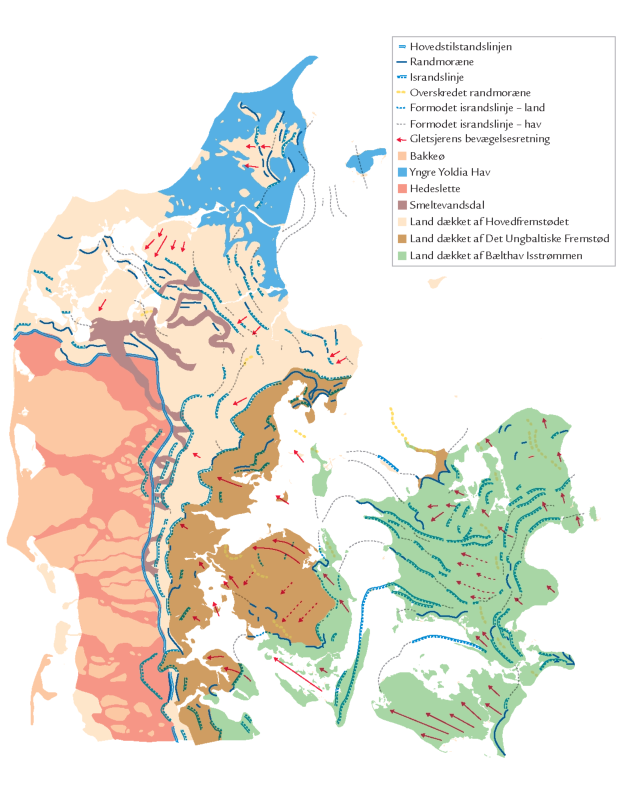 Hovedstilstandslinjen
Randmoræne
Israndslinje
Overskredet randmoræne
Formodet israndslinje – land
Formodet israndslinje – hav
Gletsjerens bevægelsesretning
Bakkeø
Yngre Yoldia Hav
Hedeslette
Smeltevandsdal
Land dækket af Hovedfremstødet
Land dækket af Det Ungbaltiske Fremstød
Land dækket af Bælthav Isstrømmen